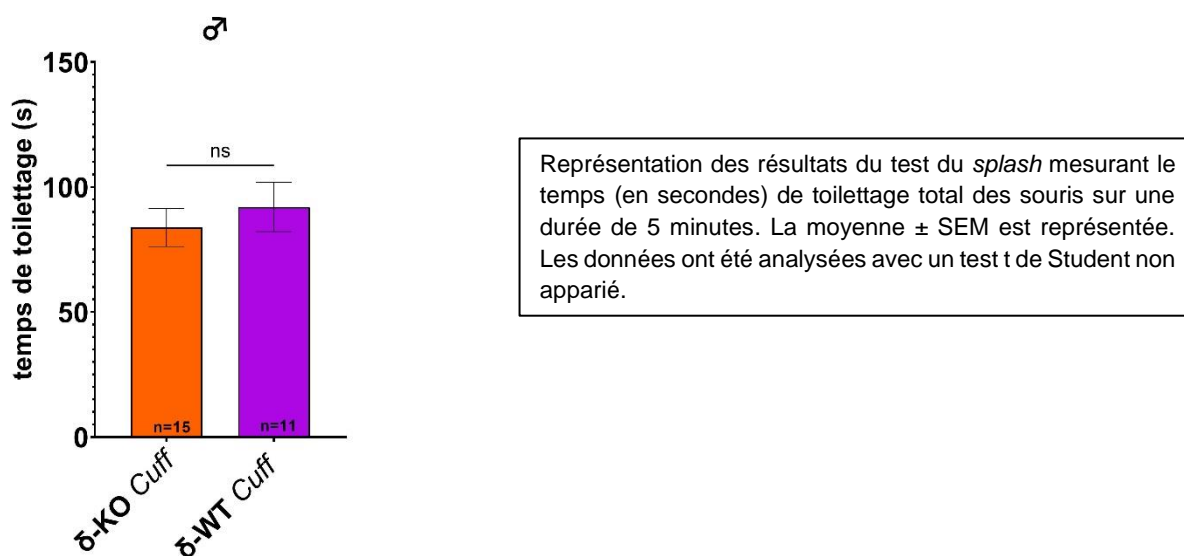 ♂
150
100
50
0
temps de toilettage (s)
ns
n=15
n=11
δ-KO Cuff
δ-WT Cuff
Représentation des résultats du test du splash mesurant le
temps (en secondes) de toilettage total des souris sur une
durée de 5 minutes. La moyenne ± SEM est représentée.
Les données ont été analysées avec un test t de Student non
apparié.